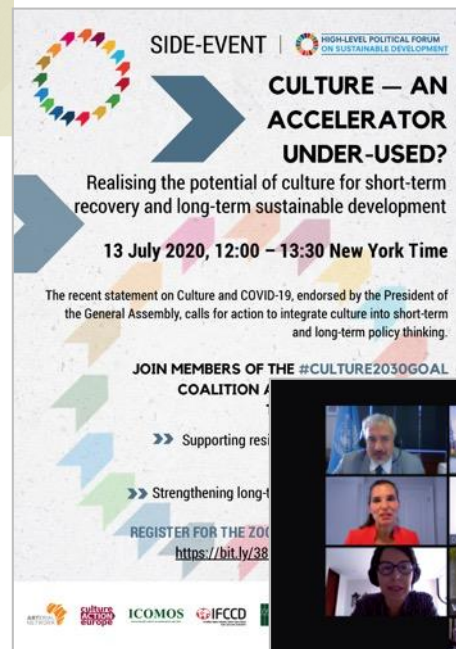 SIDE-EVENT | HIGH-LEVEL POLITICAL FORUM
ON SUSTAINABLE DEVELOPMENT
CULTURE — AN
ACCELERATOR
UNDER-USED?
Realising the potential of culture for short-term
recovery and long-term sustainable development
13 July 2020, 12:00 – 13:30 New York Time
The recent statement on Culture and COVID-19, endorsed by the President of
the General Assembly, calls for action to integrate culture into short-term
and long-term policy thinking.
JOIN MEMBERS OF THE #CULTURE2030GOAL
COALITION
Supporting
Strengthening
REGISTER FOR THE
https://bit.ly/38
ARTERIAL
NETWORK
culture
ACTION
europe
ICOMOS
IFCCD